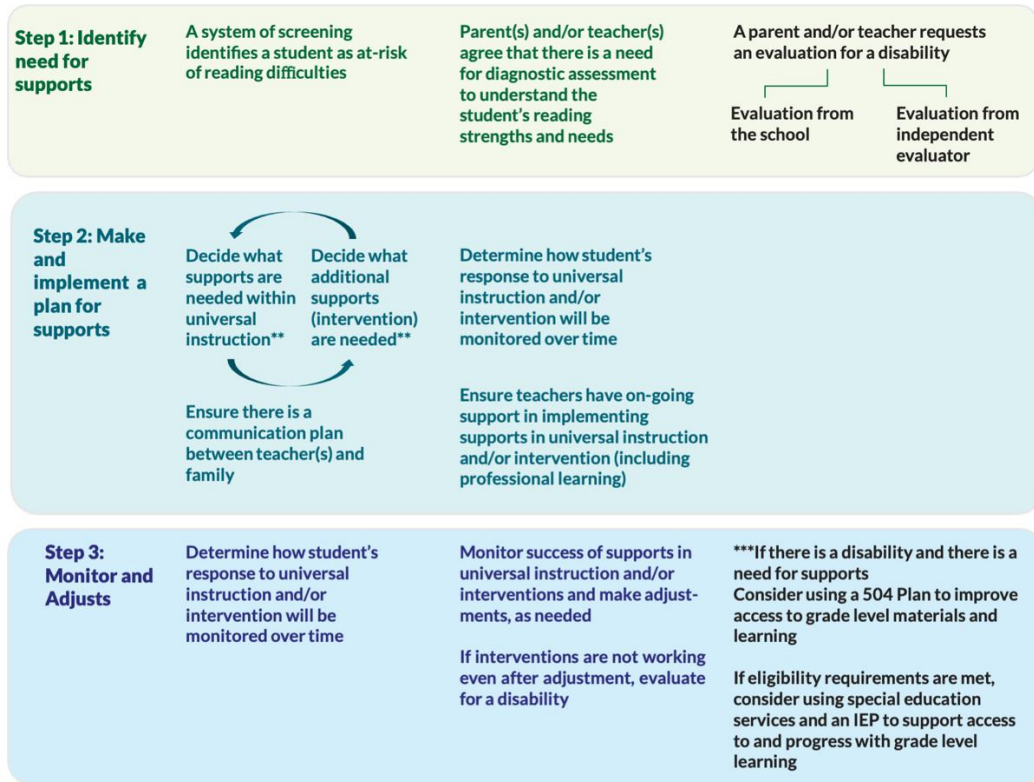 Step 1: Identify
need for
supports
A system of screening
identifies a student as at-risk
of reading difficulties
Parent(s) and/or teacher(s)
agree that there is a need
for diagnostic assessment
to understand the
student's reading
strengths and needs
A parent and/or teacher requests
an evaluation for a disability
Evaluation from
the school
Evaluation from
independent
evaluator
Step 2: Make
and
implement a
plan for
supports
Decide what
supports are
needed within
universal
instruction**
Decide what
additional
supports
(intervention)
are needed**
Ensure there is a
communication plan
between teacher(s) and
family
Determine how student's
response to universal
instruction and/or
intervention will be
monitored over time
Ensure teachers have on-going
support in implementing
supports in universal instruction
and/or intervention (including
professional learning)
Step 3:
Monitor and
Adjusts
Determine how student's
response to universal
instruction and/or
intervention will be
monitored over time
Monitor success of supports in
universal instruction and/or
interventions and make adjust-
ments, as needed
If interventions are not working
even after adjustment, evaluate
for a disability
***If there is a disability and there is a
need for supports
Consider using a 504 Plan to improve
access to grade level materials and
learning
If eligibility requirements are met,
consider using special education
services and an IEP to support access
to and progress with grade level
learning